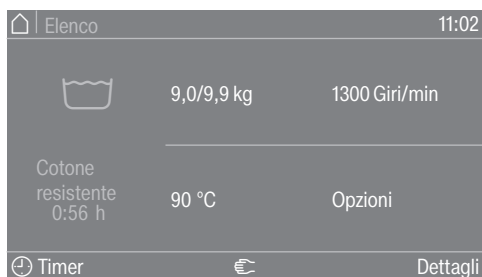 Elenco 11:02
9,0/9,9 kg 1300 Giri/min
Cotone
resistente
0:56 h
90 °C Opzioni
Timer Dettagli